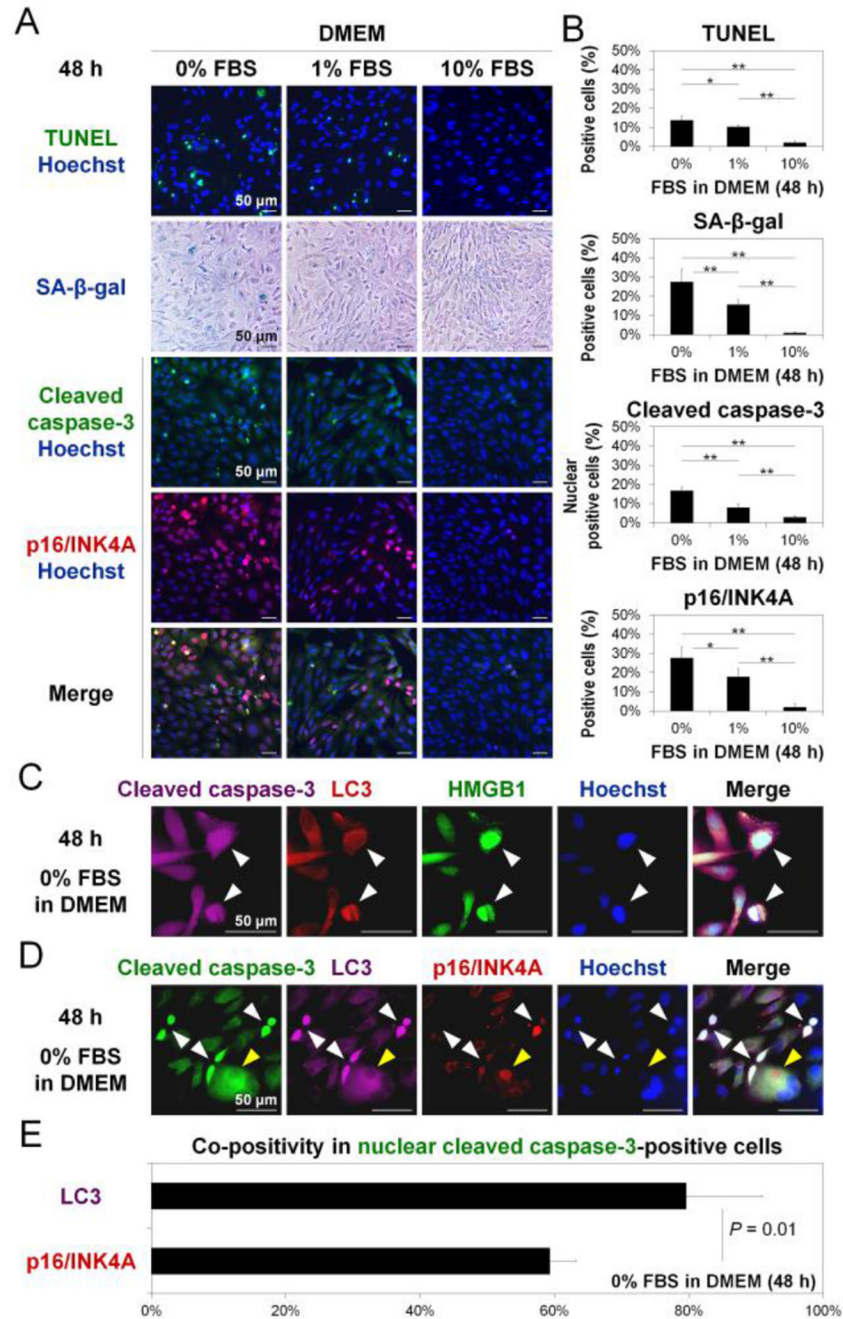 A
DMEM
48 h
0% FBS
1% FBS
10% FBS
TUNEL
Hoechst
50 μm
SA-β-gal
50 μm
Cleaved
caspase-3
Hoechst
50 μm
p16/INK4A
Hoechst
Merge
B
TUNEL
Positive cells (%)
50%
40%
30%
20%
10%
0%
**
*
**
0%
1%
10%
FBS in DMEM (48 h)
SA-β-gal
Positive cells (%)
50%
40%
30%
20%
10%
0%
**
**
**
0%
1%
10%
FBS in DMEM (48 h)
Cleaved caspase-3
Nuclear
positive cells (%)
50%
40%
30%
20%
10%
0%
**
**
**
0%
1%
10%
FBS in DMEM (48 h)
p16/INK4A
Positive cells (%)
50%
40%
30%
20%
10%
0%
**
*
**
0%
1%
10%
FBS in DMEM (48 h)
C
Cleaved caspase-3
LC3
HMGB1
Hoechst
Merge
48 h
0% FBS
in DMEM
50 μm
D
Cleaved caspase-3
LC3
p16/INK4A
Hoechst
Merge
48 h
0% FBS
in DMEM
50 μm
E
Co-positivity in nuclear cleaved caspase-3-positive cells
LC3
p16/INK4A
P = 0.01
0% FBS in DMEM (48 h)
0%
20%
40%
60%
80%
100%